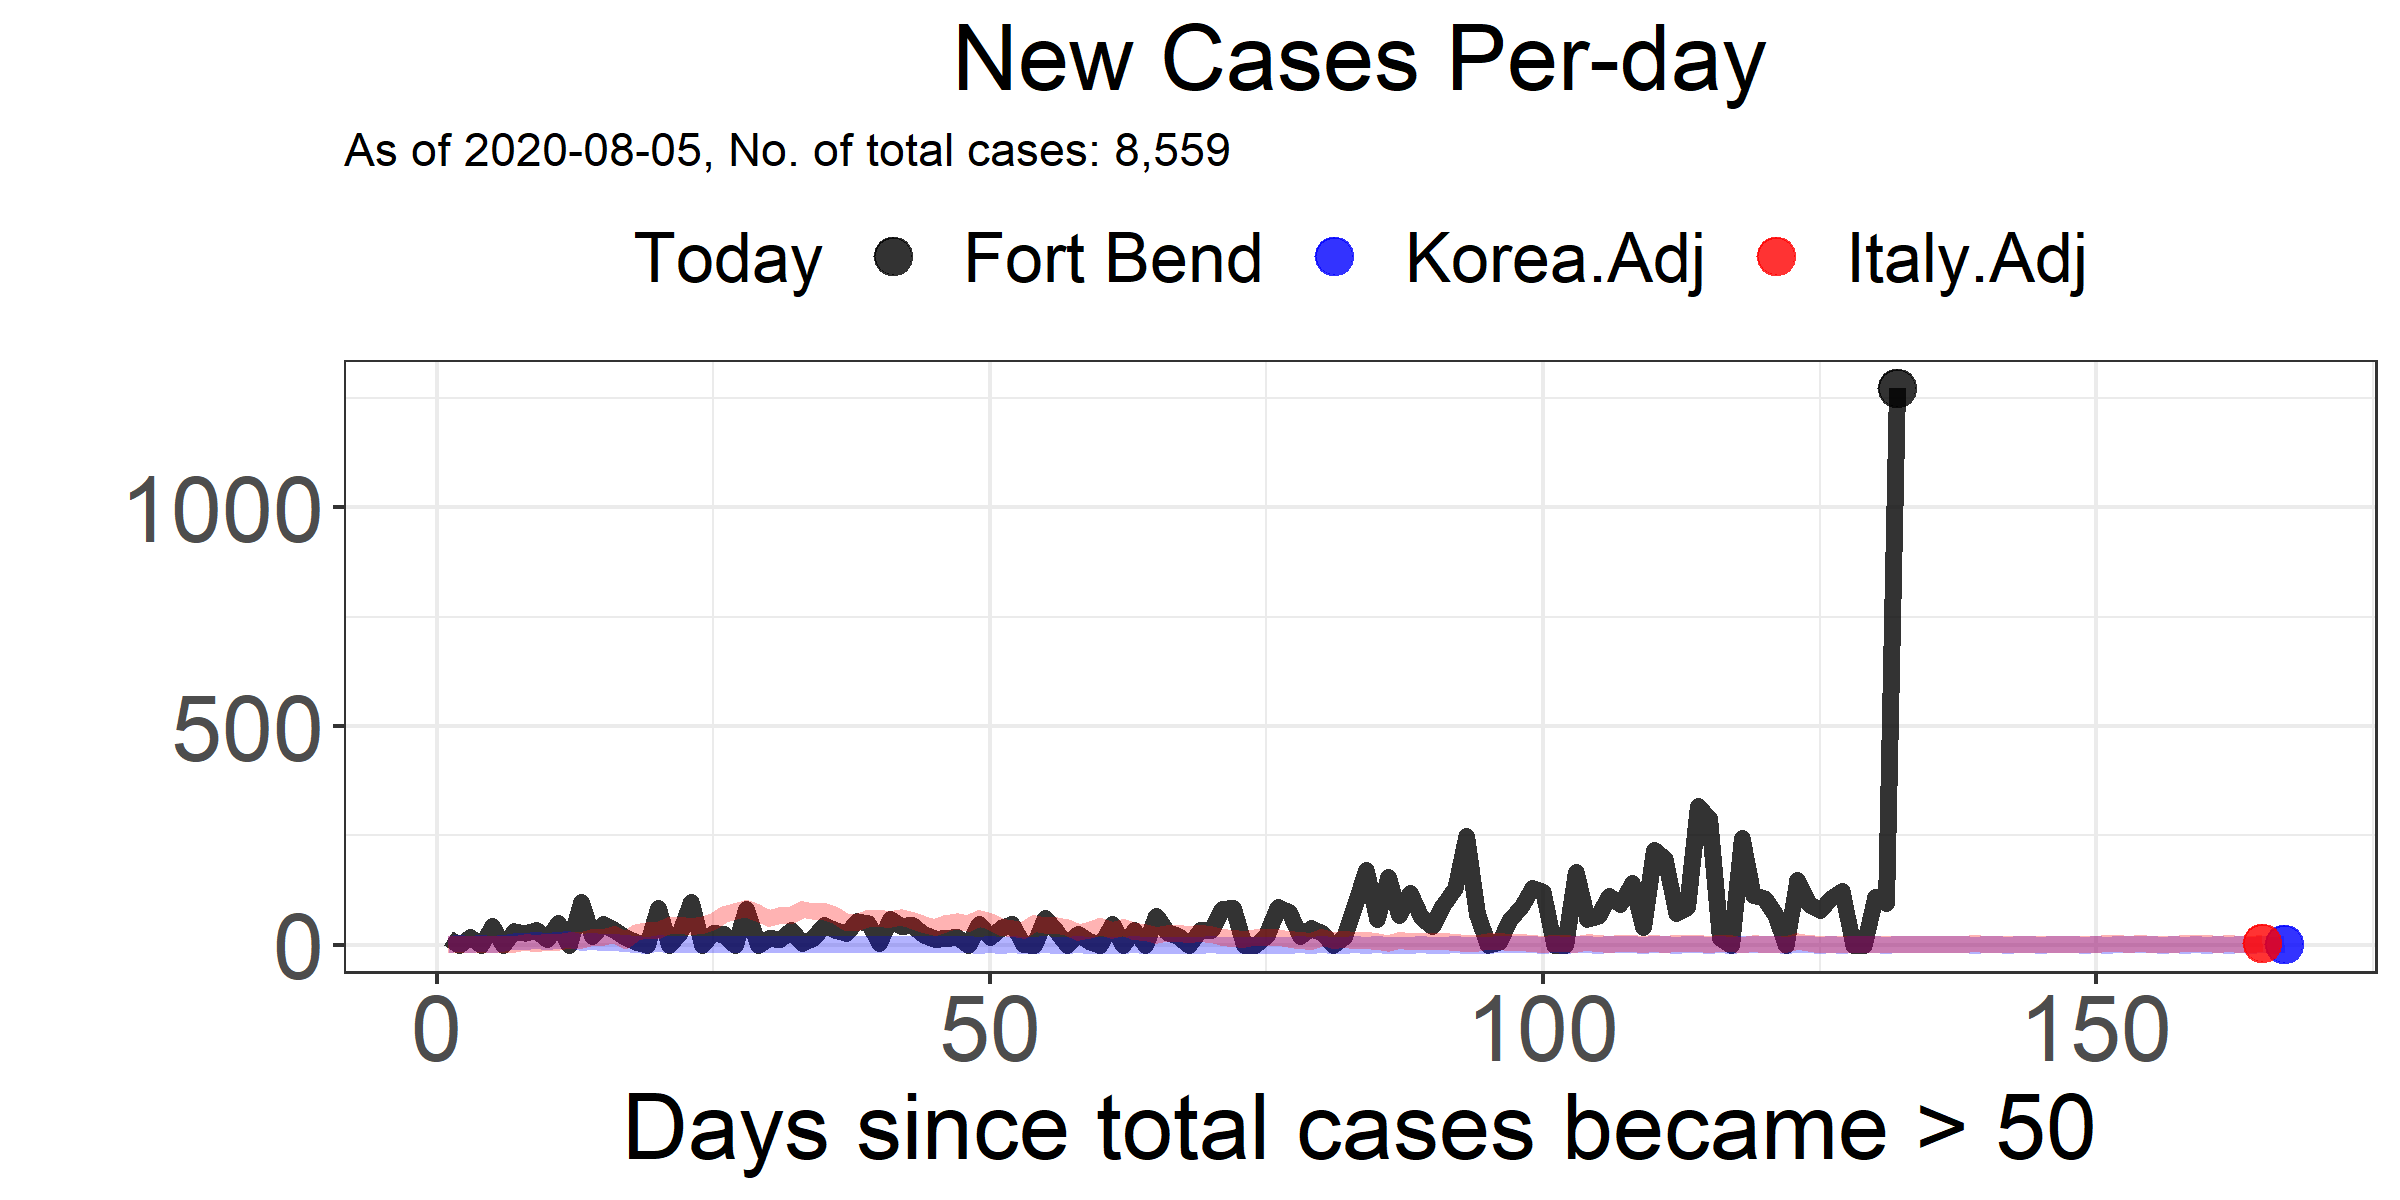 New Cases Per-day
As of 2020-08-05, No. of total cases: 8,559
Today Fort Bend Korea.Adj Italy.Adj
1000
500
0
0 50 100 150
Days since total cases became > 50